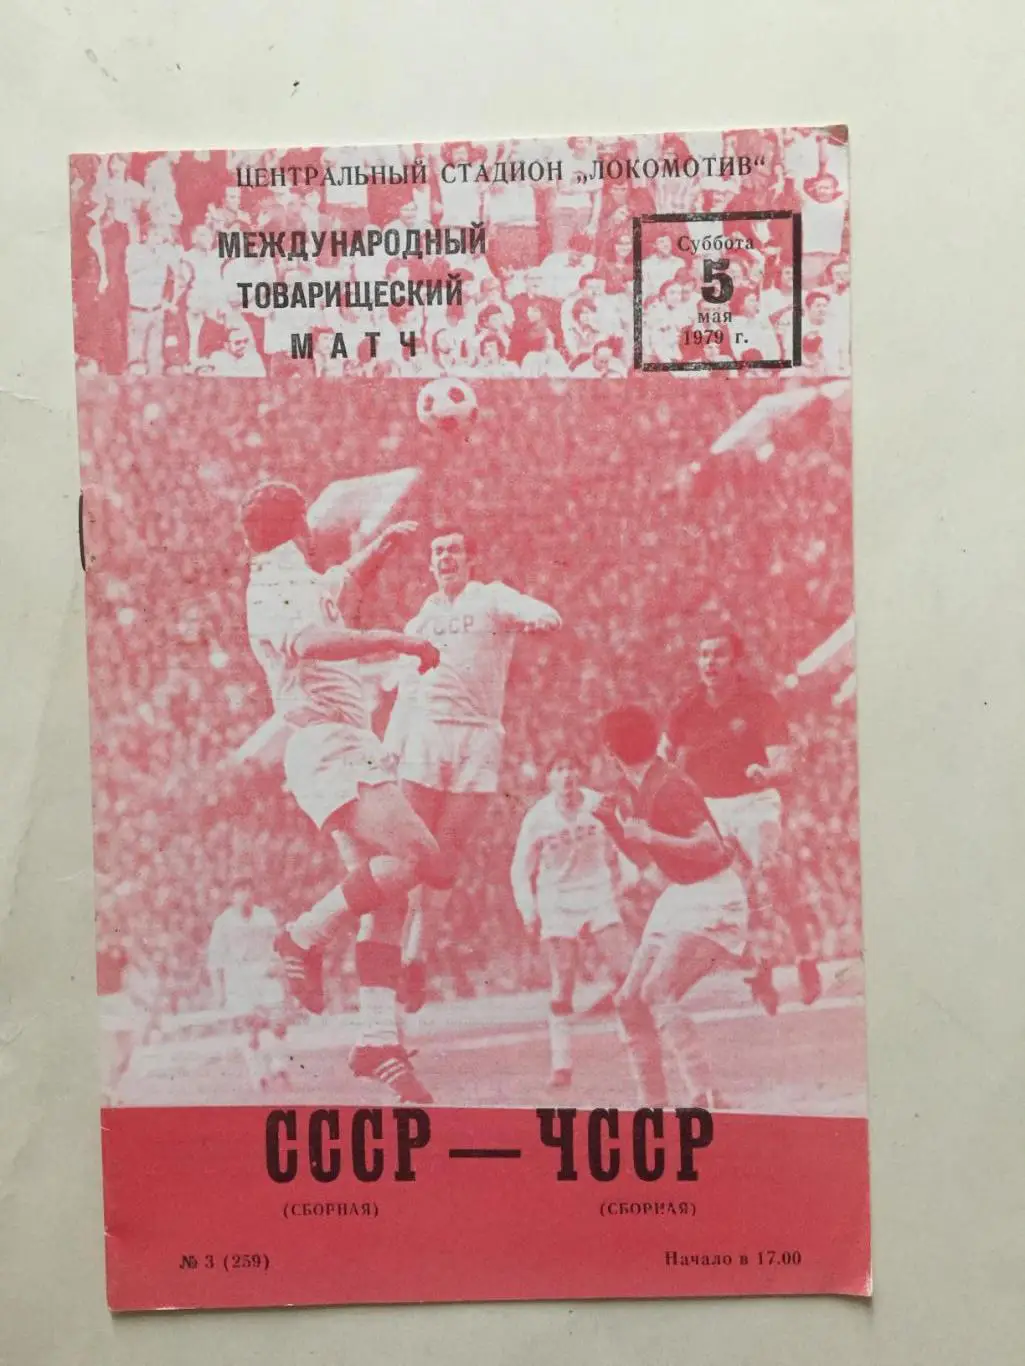 ЦЕНТРАЛЬНЫЙ СТАДИОН „ЛОКОМОТИВ“
МЕЖДУНАРОДНЫЙ
ТОВАРИЩЕСКИЙ
МАТЧ
Суббота
5
мая
1979 г.
СССР
СССР
СССР — ЧССР
(СБОРНАЯ) (СБОРНАЯ)
№ 3 (259) Начало в 17.00